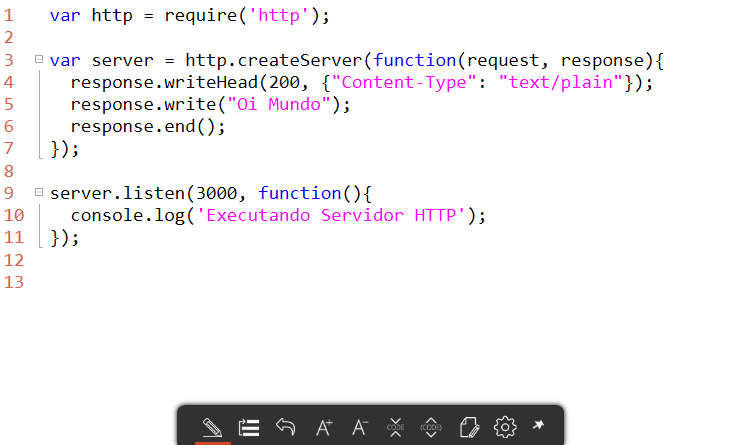 1 var http = require('http');
2
3 var server = http.createServer(function(request, response){
4 response.writeHead(200, {"Content-Type": "text/plain"});
5 response.write("Oi Mundo");
6 response.end();
7 });
8
9 server.listen(3000, function(){
10 console.log('Executando Servidor HTTP');
11 });
12
13
A+ A- CODE (CODE)